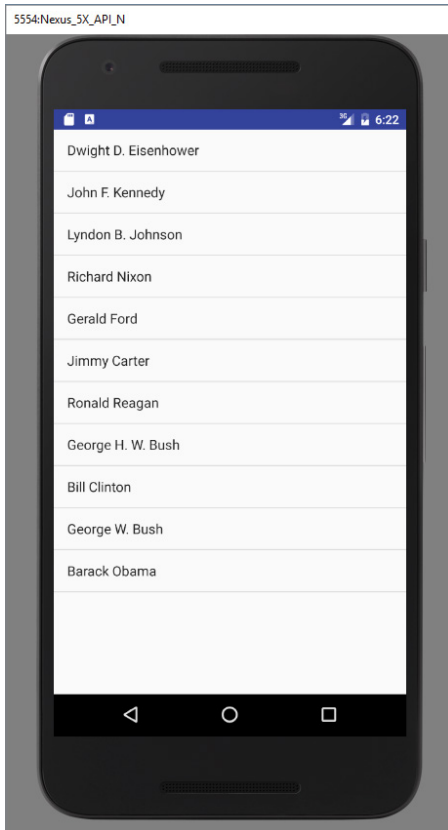 5554:Nexus_5X_API_N
A 3G 6:22
Dwight D. Eisenhower
John F. Kennedy
Lyndon B. Johnson
Richard Nixon
Gerald Ford
Jimmy Carter
Ronald Reagan
George H. W. Bush
Bill Clinton
George W. Bush
Barack Obama